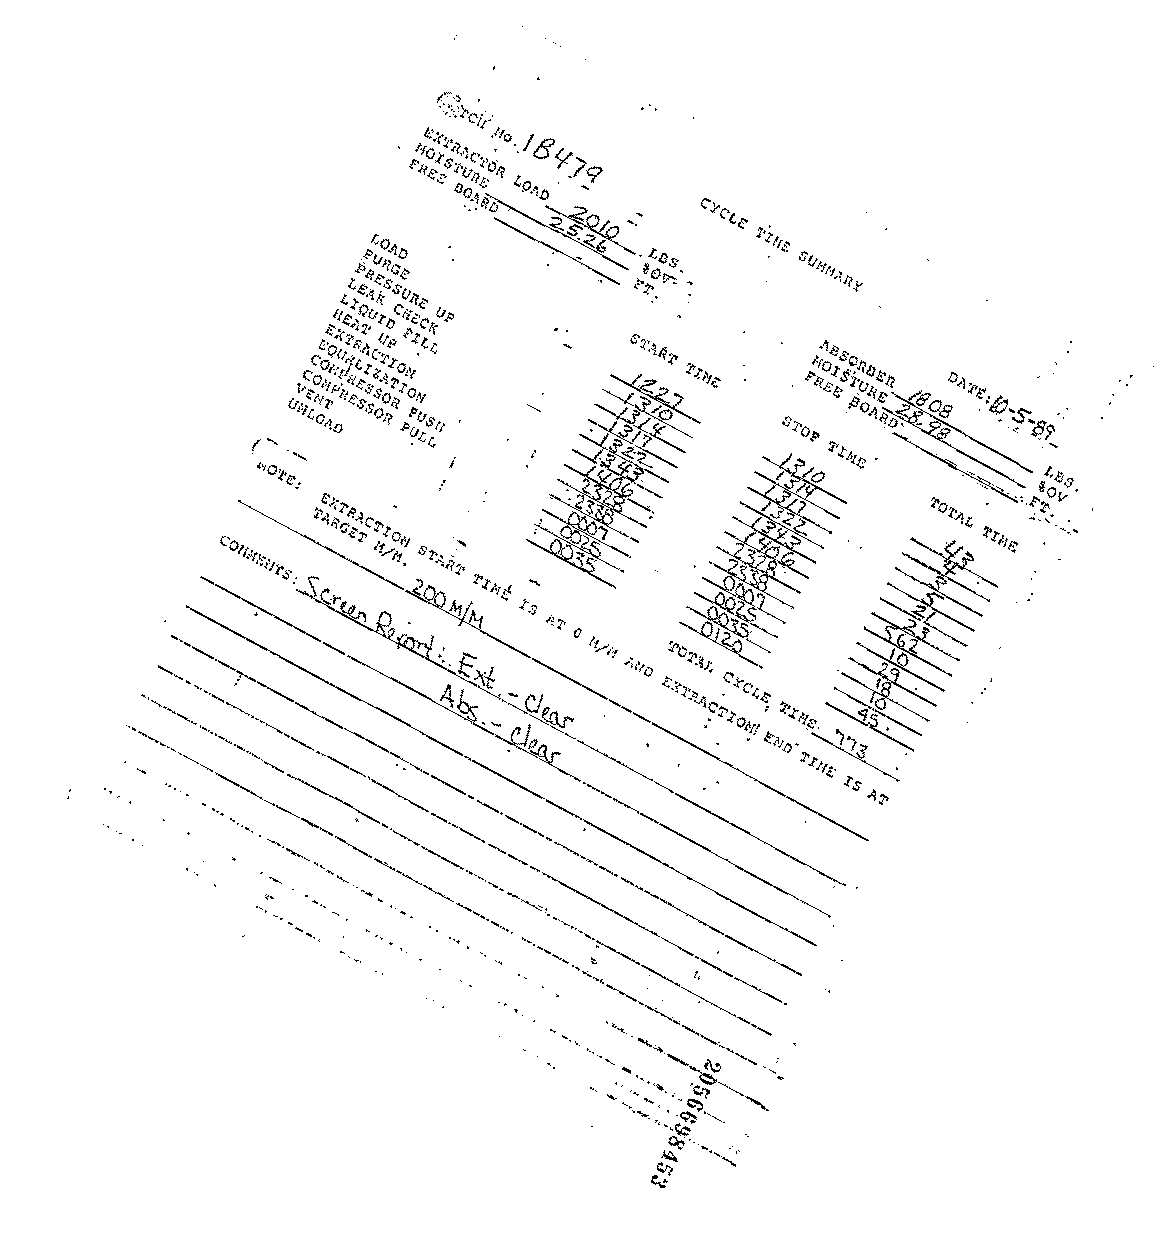 BATCH NO. 1B479
CYCLE TIME SUMMARY
DATE: 10-5-89
EXTRACTOR LOAD 2010 LBS. ABSORBER 1808 LBS.
MOISTURE 25.26 %OV MOISTURE 28.98 %OV
FREE BOARD FT. FREE BOARD FT.
START TIME STOP TIME TOTAL TIME
LOAD 1227 1310 43
PURGE 1310 1314 4
PRESSURE UP 1314 1317 3
LEAK CHECK 1317 1322 5
LIQUID FILL 1322 1343 21
HEAT UP 1343 1406 23
EXTRACTION 1406 2328 562
EQUALIZATION 2328 2338 10
COMPRESSOR PUSH 2338 0007 29
COMPRESSOR PULL 0007 0025 18
VENT 0025 0035 10
UNLOAD 0035 0120 45
TOTAL CYCLE TIME 773
NOTE: EXTRACTION START TIME IS AT 0 M/M AND EXTRACTION END TIME IS AT
TARGET M/M. 200 M/M
COMMENTS: Screen Report: Ext. - Clear
Abs. - Clear
2056698453